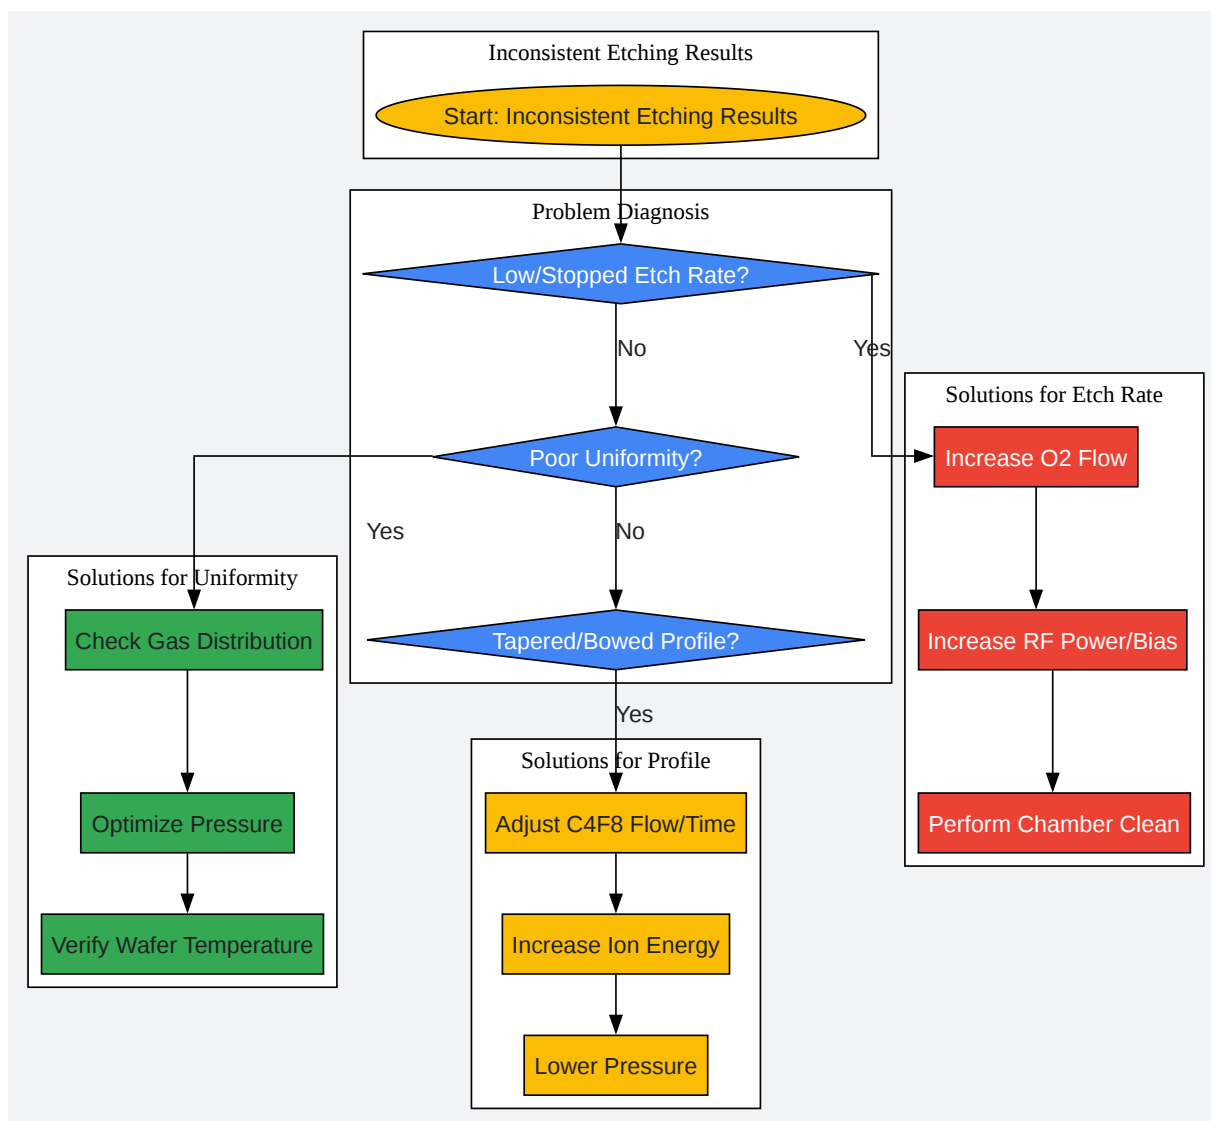 Inconsistent Etching Results
Start: Inconsistent Etching Results
Problem Diagnosis
Low/Stopped Etch Rate?
No
Yes
Solutions for Etch Rate
Poor Uniformity?
Increase O2 Flow
Yes
No
Solutions for Uniformity
Check Gas Distribution
Tapered/Bowed Profile?
Increase RF Power/Bias
Yes
Solutions for Profile
Optimize Pressure
Adjust C4F8 Flow/Time
Perform Chamber Clean
Verify Wafer Temperature
Increase Ion Energy
Lower Pressure